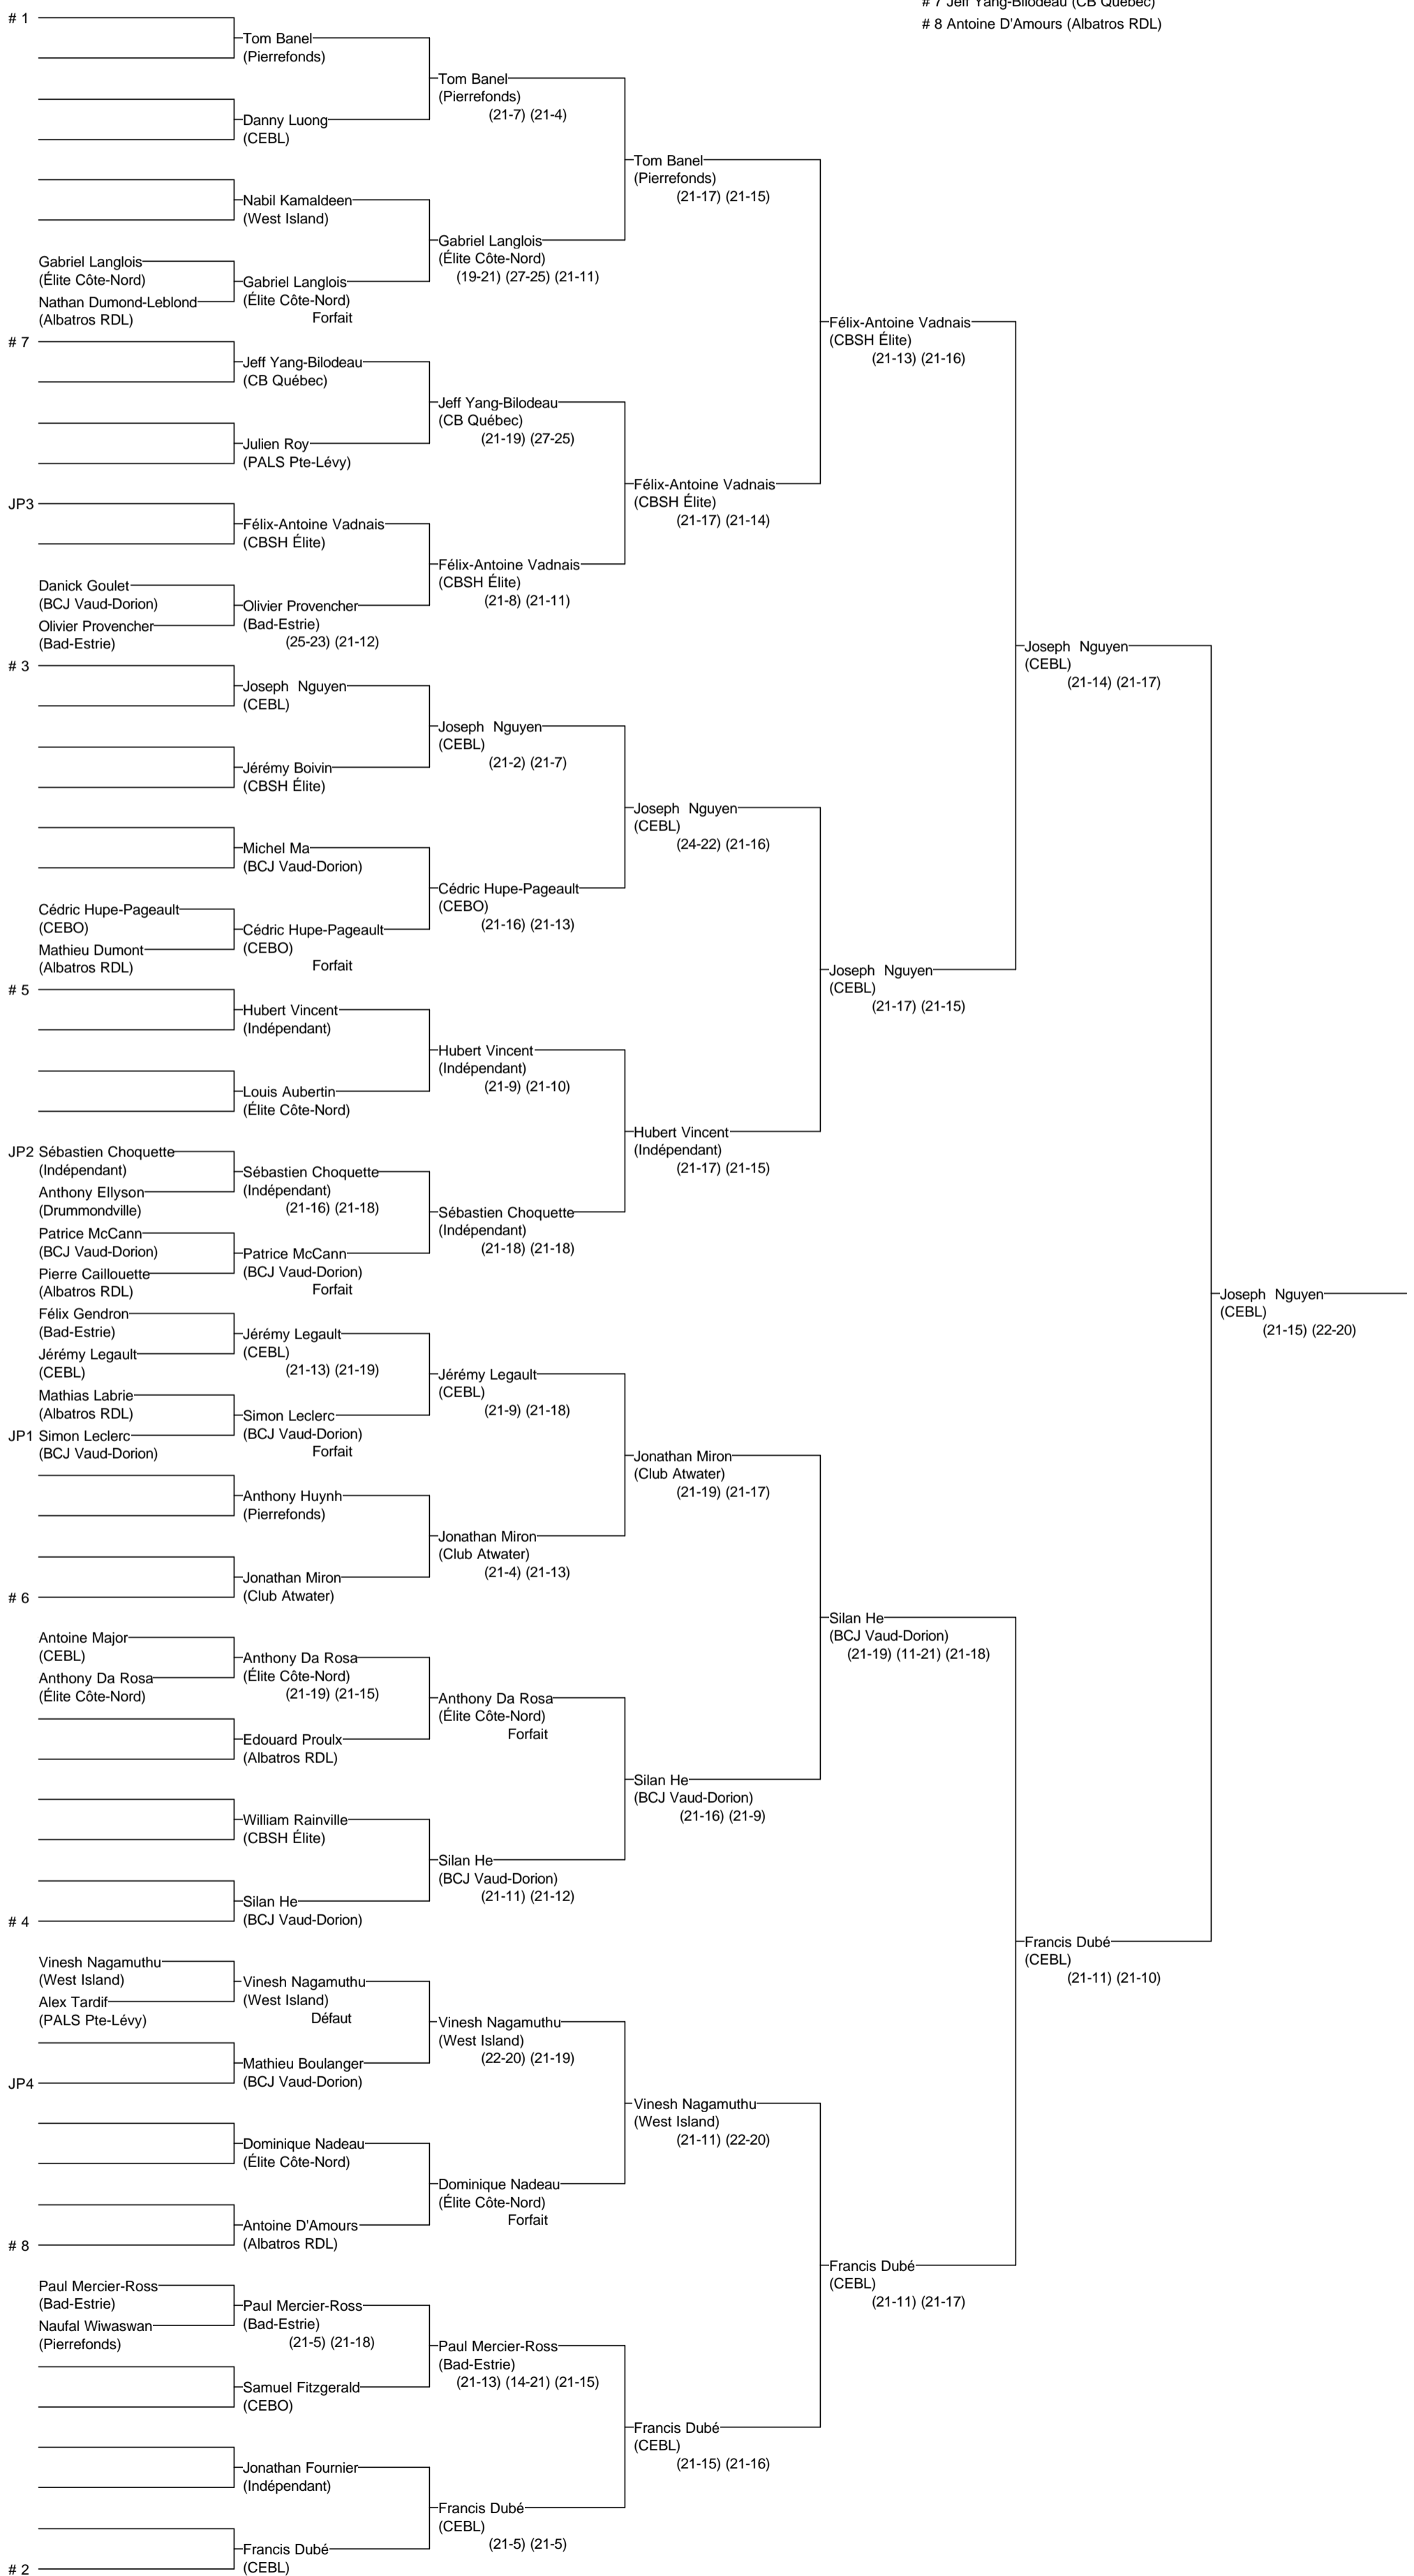 # 7 Jeff Yang-Bilodeau (CB Québec)
# 8 Antoine D'Amours (Albatros RDL)
# 1
Tom Banel
(Pierrefonds)
Tom Banel
(Pierrefonds)
(21-7) (21-4)
Danny Luong
(CEBL)
Tom Banel
(Pierrefonds)
(21-17) (21-15)
Nabil Kamaldeen
(West Island)
Gabriel Langlois
(Élite Côte-Nord)
(19-21) (27-25) (21-11)
Gabriel Langlois
(Élite Côte-Nord)
Nathan Dumond-Leblond
(Albatros RDL)
Gabriel Langlois
(Élite Côte-Nord)
Forfait
Félix-Antoine Vadnais
(CBSH Élite)
(21-13) (21-16)
# 7
Jeff Yang-Bilodeau
(CB Québec)
Jeff Yang-Bilodeau
(CB Québec)
(21-19) (27-25)
Julien Roy
(PALS Pte-Lévy)
Félix-Antoine Vadnais
(CBSH Élite)
(21-17) (21-14)
JP3
Félix-Antoine Vadnais
(CBSH Élite)
Félix-Antoine Vadnais
(CBSH Élite)
(21-8) (21-11)
Danick Goulet
(BCJ Vaud-Dorion)
Olivier Provencher
(Bad-Estrie)
Olivier Provencher
(Bad-Estrie)
(25-23) (21-12)
Joseph Nguyen
(CEBL)
(21-14) (21-17)
# 3
Joseph Nguyen
(CEBL)
Joseph Nguyen
(CEBL)
(21-2) (21-7)
Jérémy Boivin
(CBSH Élite)
Joseph Nguyen
(CEBL)
(24-22) (21-16)
Michel Ma
(BCJ Vaud-Dorion)
Cédric Hupe-Pageault
(CEBO)
(21-16) (21-13)
Cédric Hupe-Pageault
(CEBO)
Mathieu Dumont
(Albatros RDL)
Cédric Hupe-Pageault
(CEBO)
Forfait
Joseph Nguyen
(CEBL)
(21-17) (21-15)
# 5
Hubert Vincent
(Indépendant)
Hubert Vincent
(Indépendant)
(21-9) (21-10)
Louis Aubertin
(Élite Côte-Nord)
Hubert Vincent
(Indépendant)
(21-17) (21-15)
JP2 Sébastien Choquette
(Indépendant)
Anthony Ellyson
(Drummondville)
Sébastien Choquette
(Indépendant)
(21-16) (21-18)
Sébastien Choquette
(Indépendant)
(21-18) (21-18)
Patrice McCann
(BCJ Vaud-Dorion)
Pierre Caillouette
(Albatros RDL)
Patrice McCann
(BCJ Vaud-Dorion)
Forfait
Joseph Nguyen
(CEBL)
(21-15) (22-20)
Félix Gendron
(Bad-Estrie)
Jérémy Legault
(CEBL)
Jérémy Legault
(CEBL)
(21-13) (21-19)
Jérémy Legault
(CEBL)
(21-9) (21-18)
Mathias Labrie
(Albatros RDL)
JP1 Simon Leclerc
(BCJ Vaud-Dorion)
Simon Leclerc
(BCJ Vaud-Dorion)
Forfait
Jonathan Miron
(Club Atwater)
(21-19) (21-17)
Anthony Huynh
(Pierrefonds)
Jonathan Miron
(Club Atwater)
(21-4) (21-13)
Jonathan Miron
(Club Atwater)
# 6
Silan He
(BCJ Vaud-Dorion)
(21-19) (11-21) (21-18)
Antoine Major
(CEBL)
Anthony Da Rosa
(Élite Côte-Nord)
Anthony Da Rosa
(Élite Côte-Nord)
(21-19) (21-15)
Anthony Da Rosa
(Élite Côte-Nord)
Forfait
Edouard Proulx
(Albatros RDL)
Silan He
(BCJ Vaud-Dorion)
(21-16) (21-9)
William Rainville
(CBSH Élite)
Silan He
(BCJ Vaud-Dorion)
(21-11) (21-12)
Silan He
(BCJ Vaud-Dorion)
# 4
Francis Dubé
(CEBL)
(21-11) (21-10)
Vinesh Nagamuthu
(West Island)
Alex Tardif
(PALS Pte-Lévy)
Vinesh Nagamuthu
(West Island)
Défaut
Vinesh Nagamuthu
(West Island)
(22-20) (21-19)
Mathieu Boulanger
(BCJ Vaud-Dorion)
JP4
Vinesh Nagamuthu
(West Island)
(21-11) (22-20)
Dominique Nadeau
(Élite Côte-Nord)
Dominique Nadeau
(Élite Côte-Nord)
Forfait
Antoine D'Amours
(Albatros RDL)
# 8
Francis Dubé
(CEBL)
(21-11) (21-17)
Paul Mercier-Ross
(Bad-Estrie)
Naufal Wiwaswan
(Pierrefonds)
Paul Mercier-Ross
(Bad-Estrie)
(21-5) (21-18)
Paul Mercier-Ross
(Bad-Estrie)
(21-13) (14-21) (21-15)
Samuel Fitzgerald
(CEBO)
Francis Dubé
(CEBL)
(21-15) (21-16)
Jonathan Fournier
(Indépendant)
Francis Dubé
(CEBL)
(21-5) (21-5)
Francis Dubé
(CEBL)
# 2